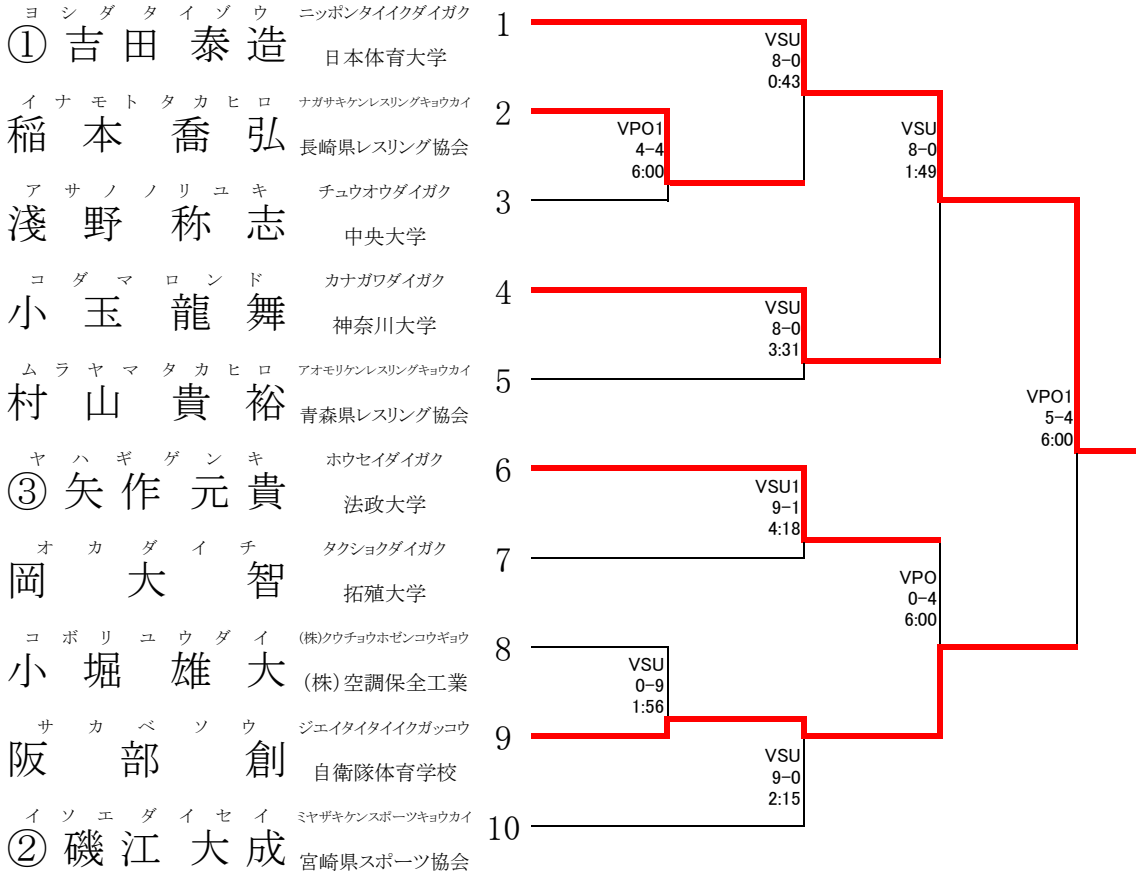 ヨシダタイゾウ ニッポンタイイクダイガク
① 吉田 泰造 日本体育大学 1
イナモトタカヒロ ナガサキケンレスリングキョウカイ
稲本 喬弘 長崎県レスリング協会 2
アサノノリユキ チュウオウダイガク
淺野 称志 中央大学 3
コダマロンド カナガワダイガク
小玉 龍舞 神奈川大学 4
ムラヤマタカヒロ アオモリケンレスリングキョウカイ
村山 貴裕 青森県レスリング協会 5
ヤハギゲンキ ホウセイダイガク
③ 矢作 元貴 法政大学 6
オカダイチ タクショクダイガク
岡 大智 拓殖大学 7
コボリユウダイ (株)クウチョウホゼンコウギョウ
小堀 雄大 (株)空調保全工業 8
サカベソウ ジエイタイタイイクガッコウ
阪部 創 自衛隊体育学校 9
イソエダイセイ ミヤザキケンスポーツキョウカイ
② 磯江 大成 宮崎県スポーツ協会 10
VPO1
4-4
6:00
VSU
0-9
1:56
VSU
8-0
0:43
VSU
8-0
3:31
VSU1
9-1
4:18
VSU
9-0
2:15
VSU
8-0
1:49
VPO
0-4
6:00
VPO1
5-4
6:00